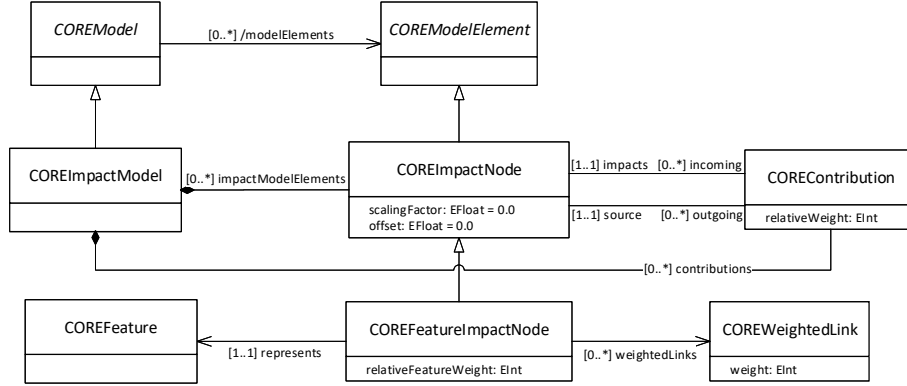 COREModel
[0..*] /modelElements
COREModelElement
COREImpactModel
[0..*] impactModelElements
COREImpactNode
scalingFactor: EFloat = 0.0
offset: EFloat = 0.0
[1..1] impacts
[0..*] incoming
[1..1] source
[0..*] outgoing
COREContribution
relativeWeight: EInt
[0..*] contributions
COREFeature
[1..1] represents
COREFeatureImpactNode
relativeFeatureWeight: EInt
[0..*] weightedLinks
COREWeightedLink
weight: EInt